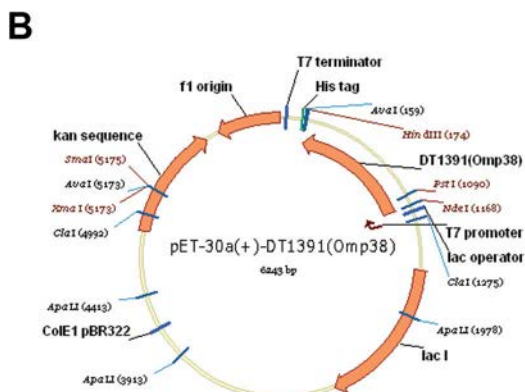 B
T7 terminator
f1 origin
His tag
AvaI (159)
Hin dIII (174)
kan sequence
DT1391(Omp38)
SmaI (5175)
AvaI (5173)
PstI (1090)
XmaI (5173)
NdeI (1168)
ClaI (4992)
T7 promoter
pET-30a(+)-DT1391(Omp38)
lac operator
6243 bp
ClaI (1275)
ApaLI (4413)
ApaLI (1978)
ColE1 pBR322
lac I
ApaLI (3913)